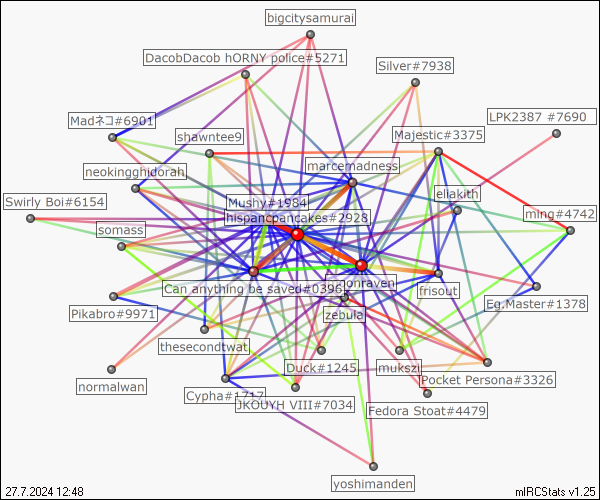 bigcitysamurai
DacobDacob hORNY police#5271
Silver#7938
Madネコ#6901
LPK2387 #7690
shawntee9
Majestic#3375
marcernadness
neokingghidorah
ellakith
Swirly Boi#6154
Mushy#1984
hispancpancakes#2928
ming#4742
somass
Can anything be saved#0396
frisout
Eq.Master#1378
Pikabro#9971
zebula
thesecondtwat
Duck#1245
mukszi
Pocket Persona#3326
normalwan
Cypha#1717
JKOUYH VIII#7034
Fedora Stoat#4479
yoshimanden
27.7.2024 12:48
mIRCStats v1.25